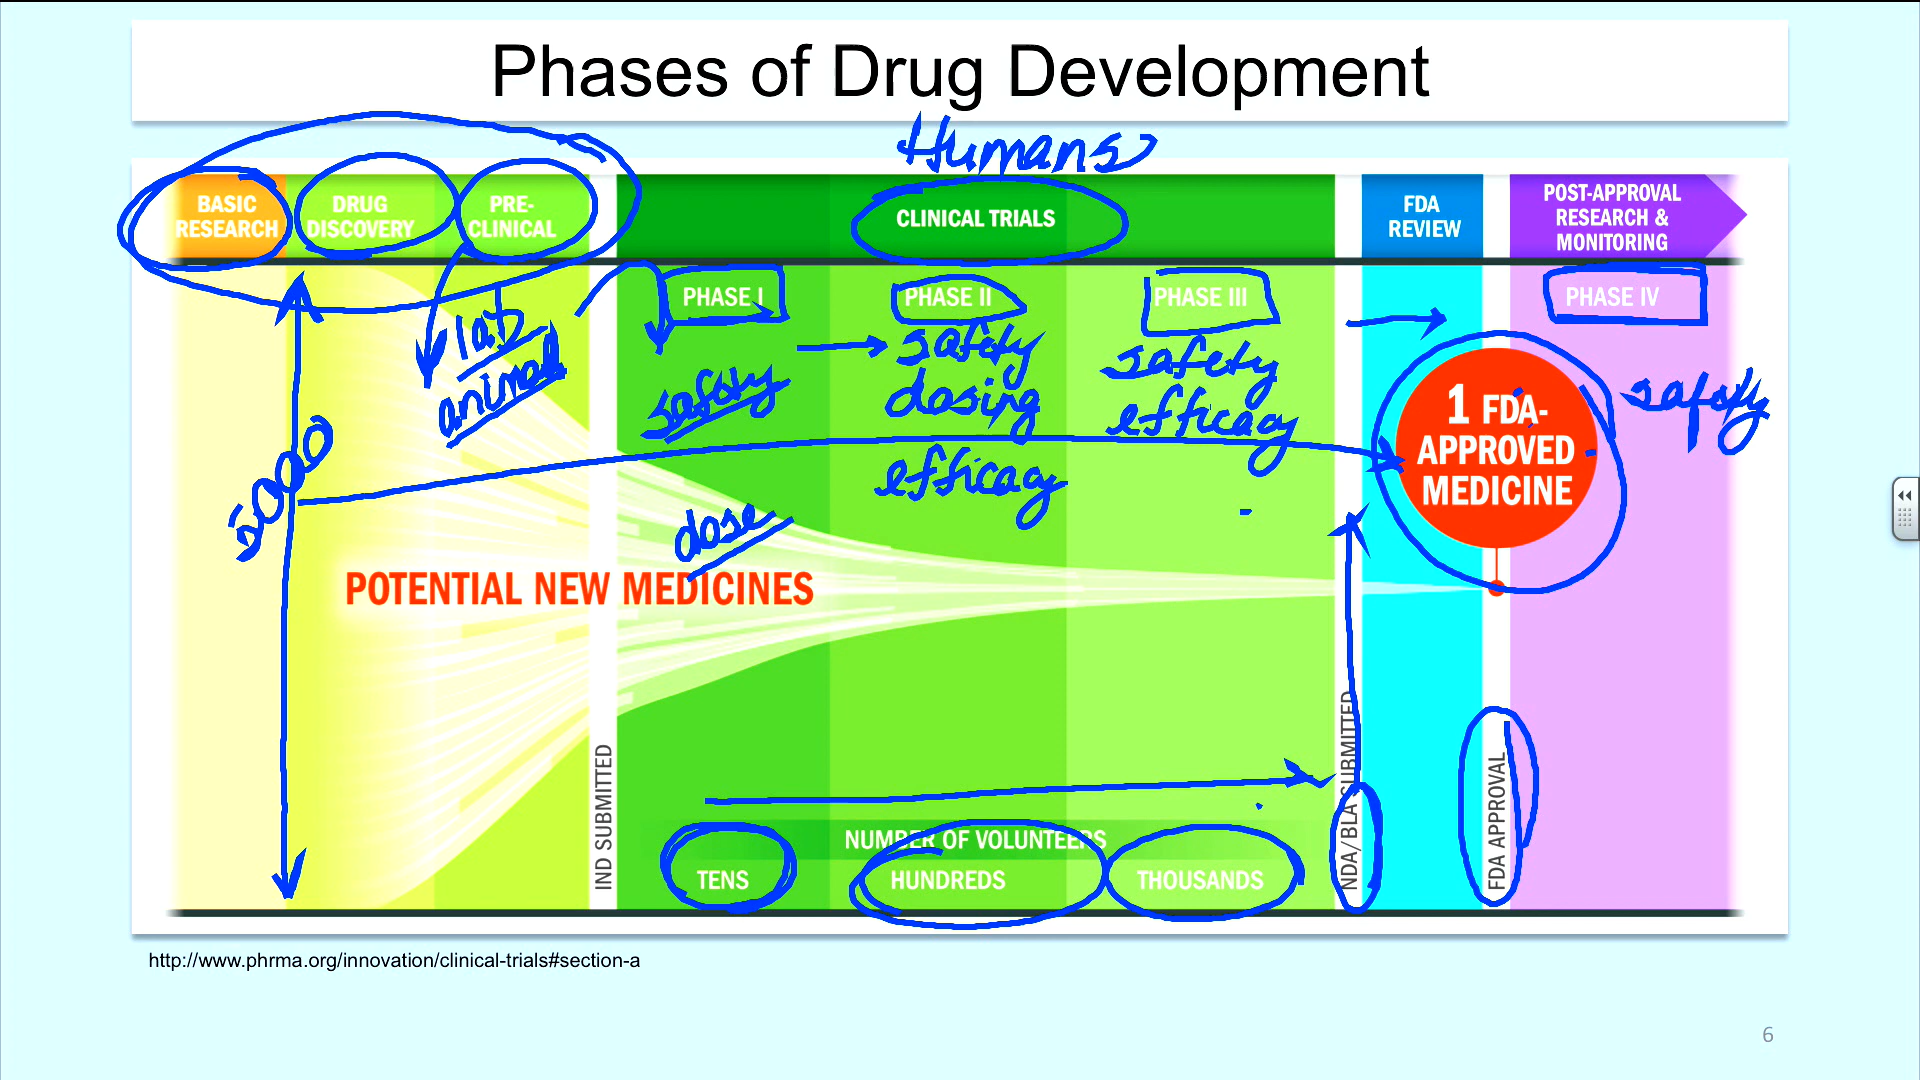 Phases of Drug Development
Humans
BASIC
RESEARCH
DRUG
DISCOVERY
PRE-
CLINICAL
CLINICAL TRIALS
FDA
REVIEW
POST-APPROVAL
RESEARCH &
MONITORING
PHASE I
PHASE II
PHASE III
PHASE IV
lab
animal
safety
dose
safety
dosing
efficacy
safety
efficacy
1 FDA-
APPROVED
MEDICINE
safety
5000
POTENTIAL NEW MEDICINES
IND SUBMITTED
NUMBER OF VOLUNTEERS
TENS
HUNDREDS
THOUSANDS
NDA/BLA SUBMITTED
FDA APPROVAL
http://www.phrma.org/innovation/clinical-trials#section-a
6